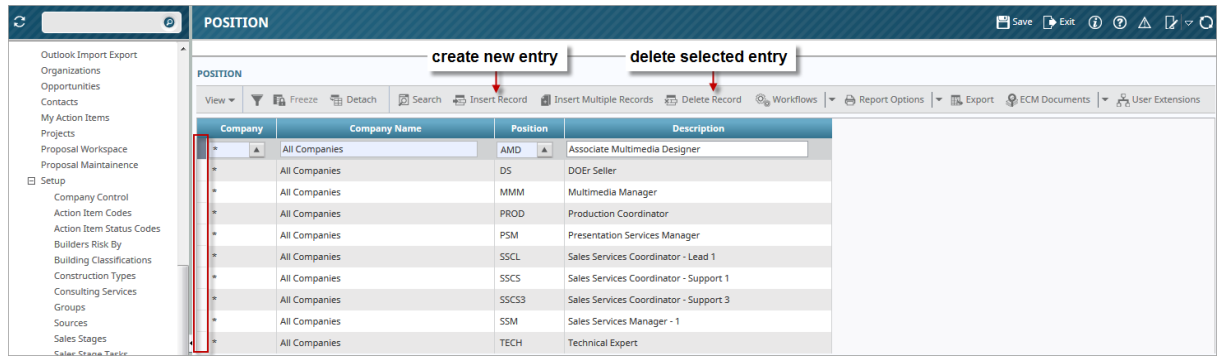 POSITION
Save Exit
Outlook Import Export
Organizations
Opportunities
Contacts
My Action Items
Projects
Proposal Workspace
Proposal Maintainence
Setup
Company Control
Action Item Codes
Action Item Status Codes
Builders Risk By
Building Classifications
Construction Types
Consulting Services
Groups
Sources
Sales Stages
Sales Stage Tasks
create new entry delete selected entry
POSITION
View Freeze Detach Search Insert Record Insert Multiple Records Delete Record Workflows Report Options Export ECM Documents User Extensions
Company Company Name Position Description
* All Companies AMD Associate Multimedia Designer
* All Companies DS DOEr Seller
* All Companies MMM Multimedia Manager
* All Companies PROD Production Coordinator
* All Companies PSM Presentation Services Manager
* All Companies SSCL Sales Services Coordinator - Lead 1
* All Companies SSCS Sales Services Coordinator - Support 1
* All Companies SSCS3 Sales Services Coordinator - Support 3
* All Companies SSM Sales Services Manager - 1
* All Companies TECH Technical Expert